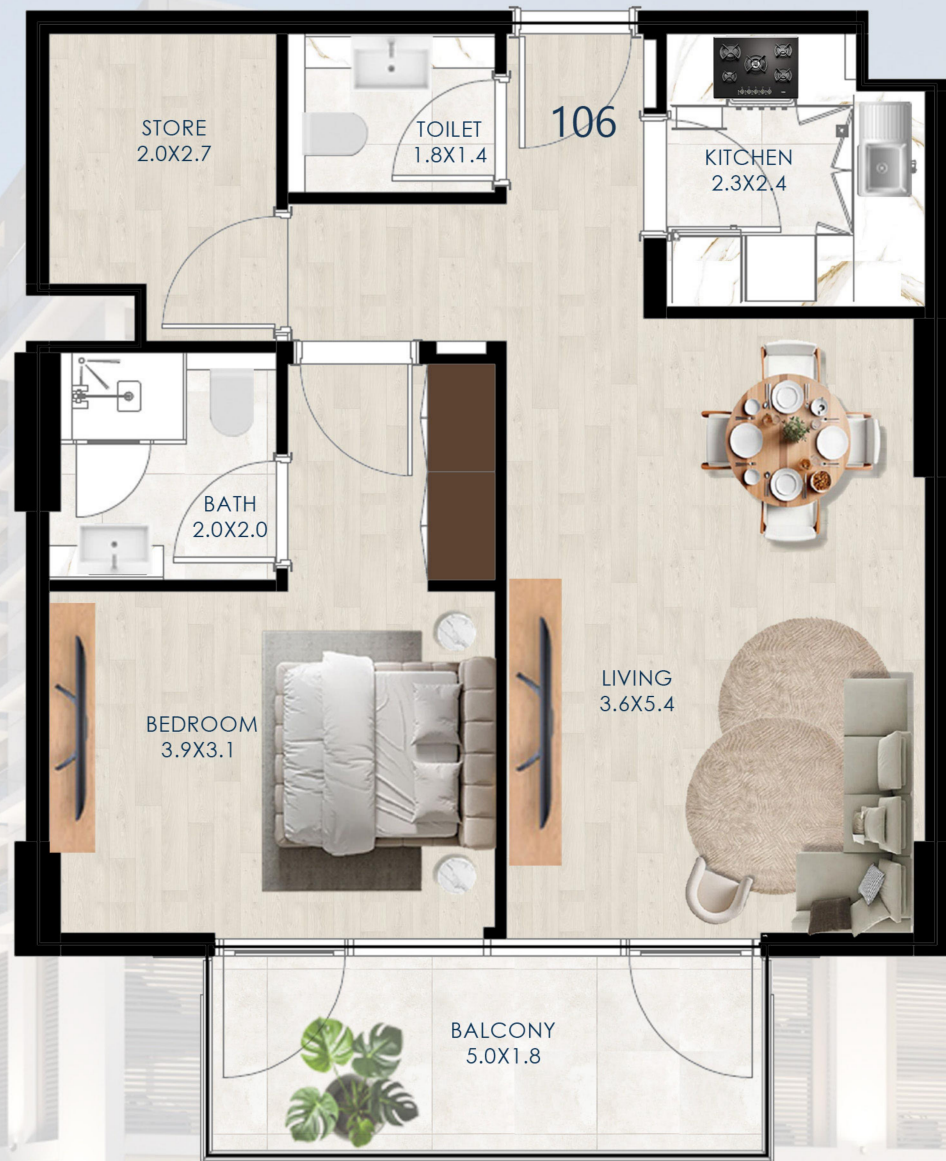 STORE
2.0X2.7
TOILET
1.8X1.4
106
KITCHEN
2.3X2.4
BATH
2.0X2.0
BEDROOM
3.9X3.1
LIVING
3.6X5.4
BALCONY
5.0X1.8